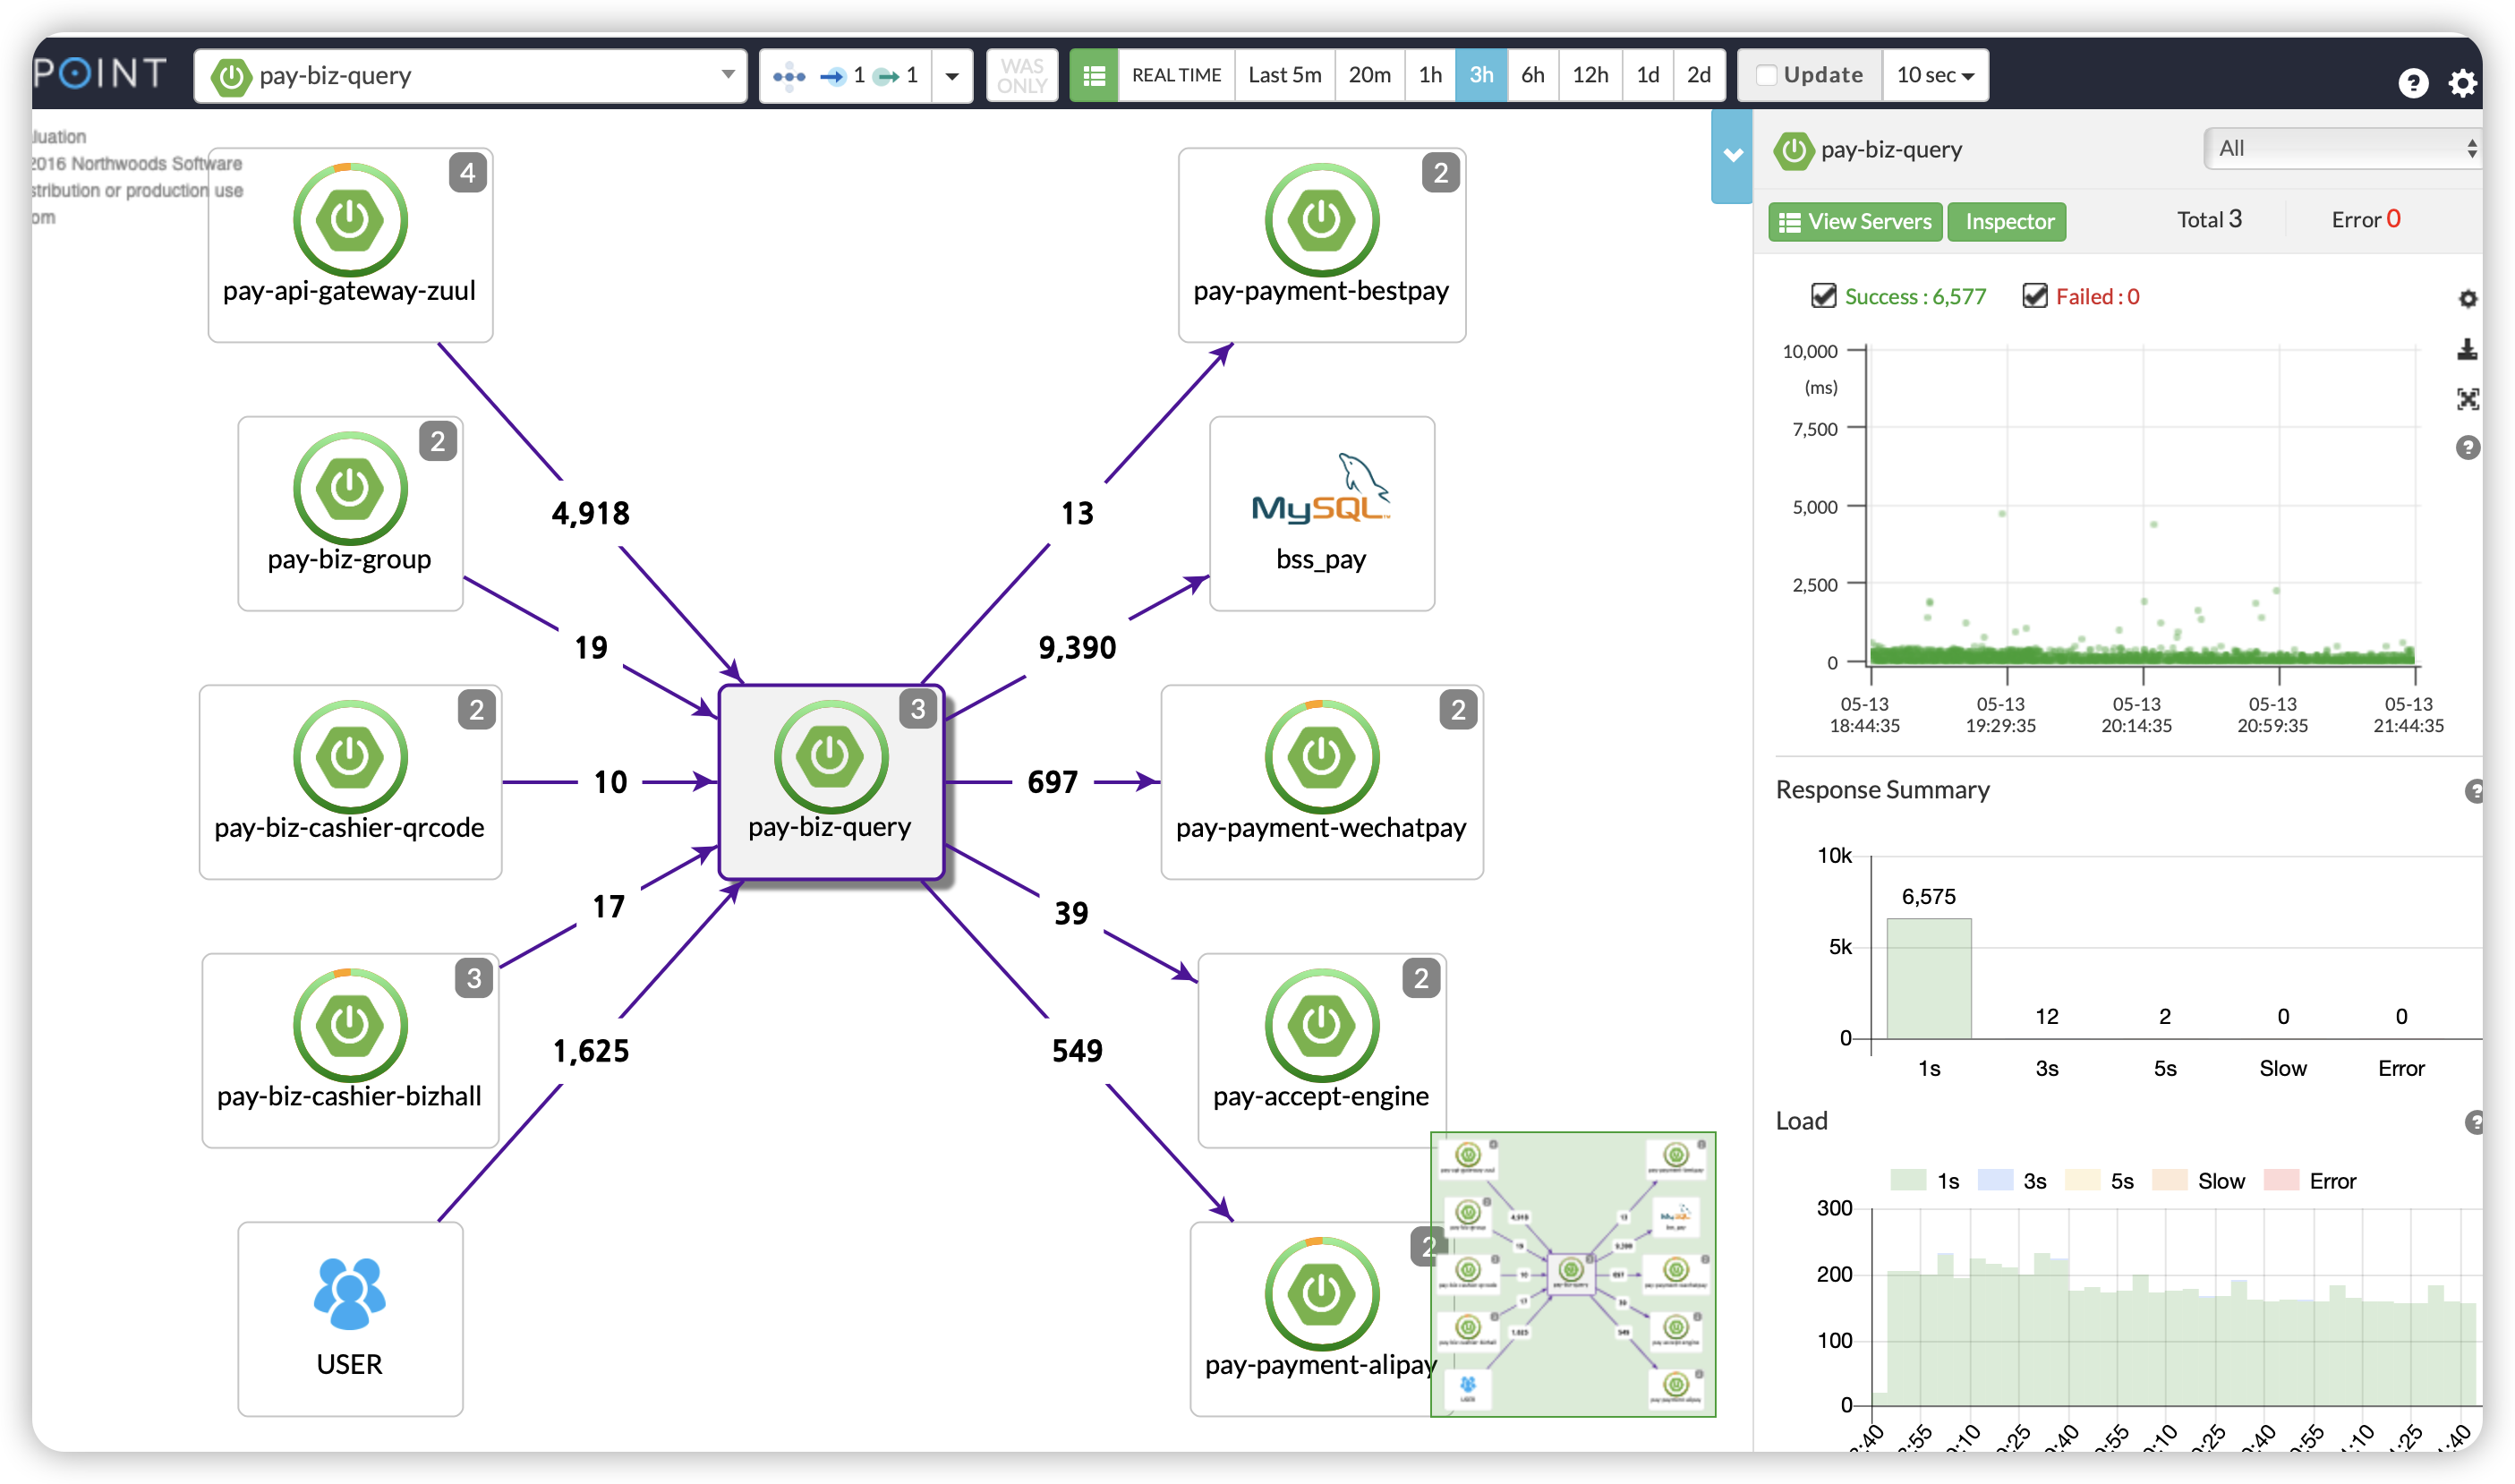 POINT
pay-biz-query
1
1
WAS
ONLY
REAL TIME
Last 5m
20m
1h
3h
6h
12h
1d
2d
Update
10 sec
luation
2016 Northwoods Software
stribution or production use
om
4
pay-api-gateway-zuul
2
pay-biz-group
2
pay-biz-cashier-qrcode
3
pay-biz-cashier-bizhall
USER
4,918
19
10
17
1,625
3
pay-biz-query
13
9,390
697
39
549
2
pay-payment-bestpay
MySQL
bss_pay
2
pay-payment-wechatpay
2
pay-accept-engine
2
pay-payment-alipay
pay-biz-query
All
View Servers
Inspector
Total 3
Error 0
Success : 6,577
Failed : 0
10,000
(ms)
7,500
5,000
2,500
0
05-13
18:44:35
05-13
19:29:35
05-13
20:14:35
05-13
20:59:35
05-13
21:44:35
Response Summary
10k
5k
0
6,575
12
2
0
0
1s
3s
5s
Slow
Error
Load
1s
3s
5s
Slow
Error
300
200
100
0
:40
:55
:10
:25
:40
:55
:10
:25
:40
:55
:10
:25
:40